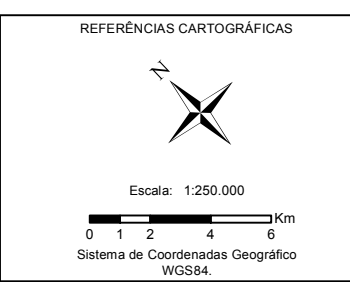 REFERÊNCIAS CARTOGRÁFICAS
N
Escala: 1:250.000
Km
0 1 2 4 6
Sistema de Coordenadas Geográfico
WGS84.